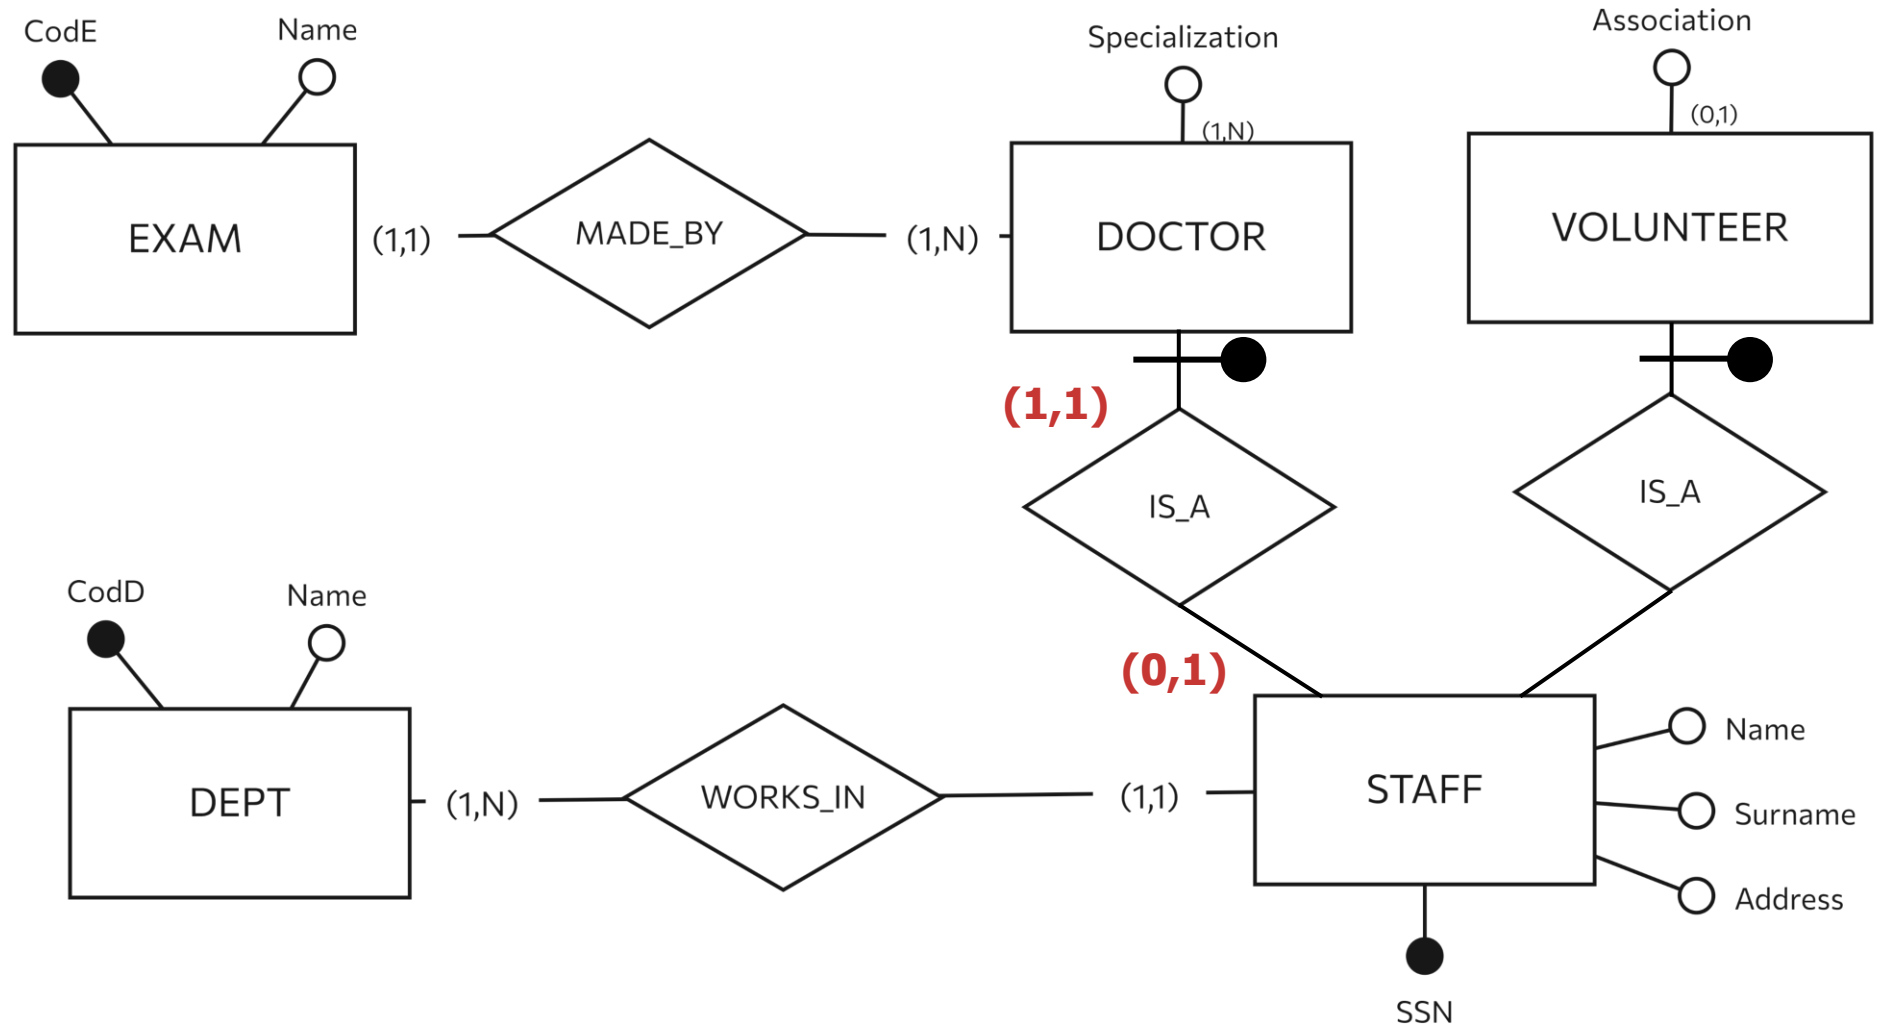 CodE
Name
Specialization
Association
(1,N)
(0,1)
EXAM
(1,1)
MADE_BY
(1,N)
DOCTOR
VOLUNTEER
(1,1)
IS_A
IS_A
CodD
Name
(0,1)
DEPT
(1,N)
WORKS_IN
(1,1)
STAFF
Name
Surname
Address
SSN